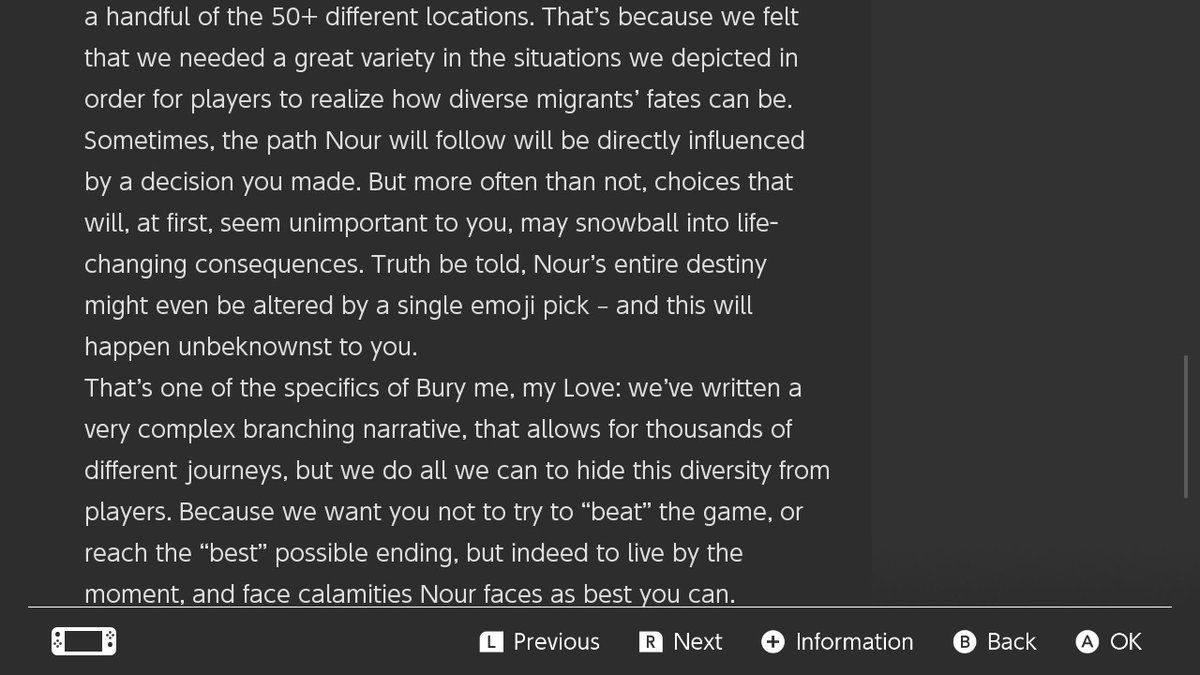 a handful of the 50+ different locations. That’s because we felt
that we needed a great variety in the situations we depicted in
order for players to realize how diverse migrants’ fates can be.
Sometimes, the path Nour will follow will be directly influenced
by a decision you made. But more often than not, choices that
will, at first, seem unimportant to you, may snowball into life-
changing consequences. Truth be told, Nour’s entire destiny
might even be altered by a single emoji pick – and this will
happen unbeknownst to you.
That’s one of the specifics of Bury me, my Love: we’ve written a
very complex branching narrative, that allows for thousands of
different journeys, but we do all we can to hide this diversity from
players. Because we want you not to try to “beat” the game, or
reach the “best” possible ending, but indeed to live by the
moment, and face calamities Nour faces as best you can.
L Previous R Next + Information B Back A OK